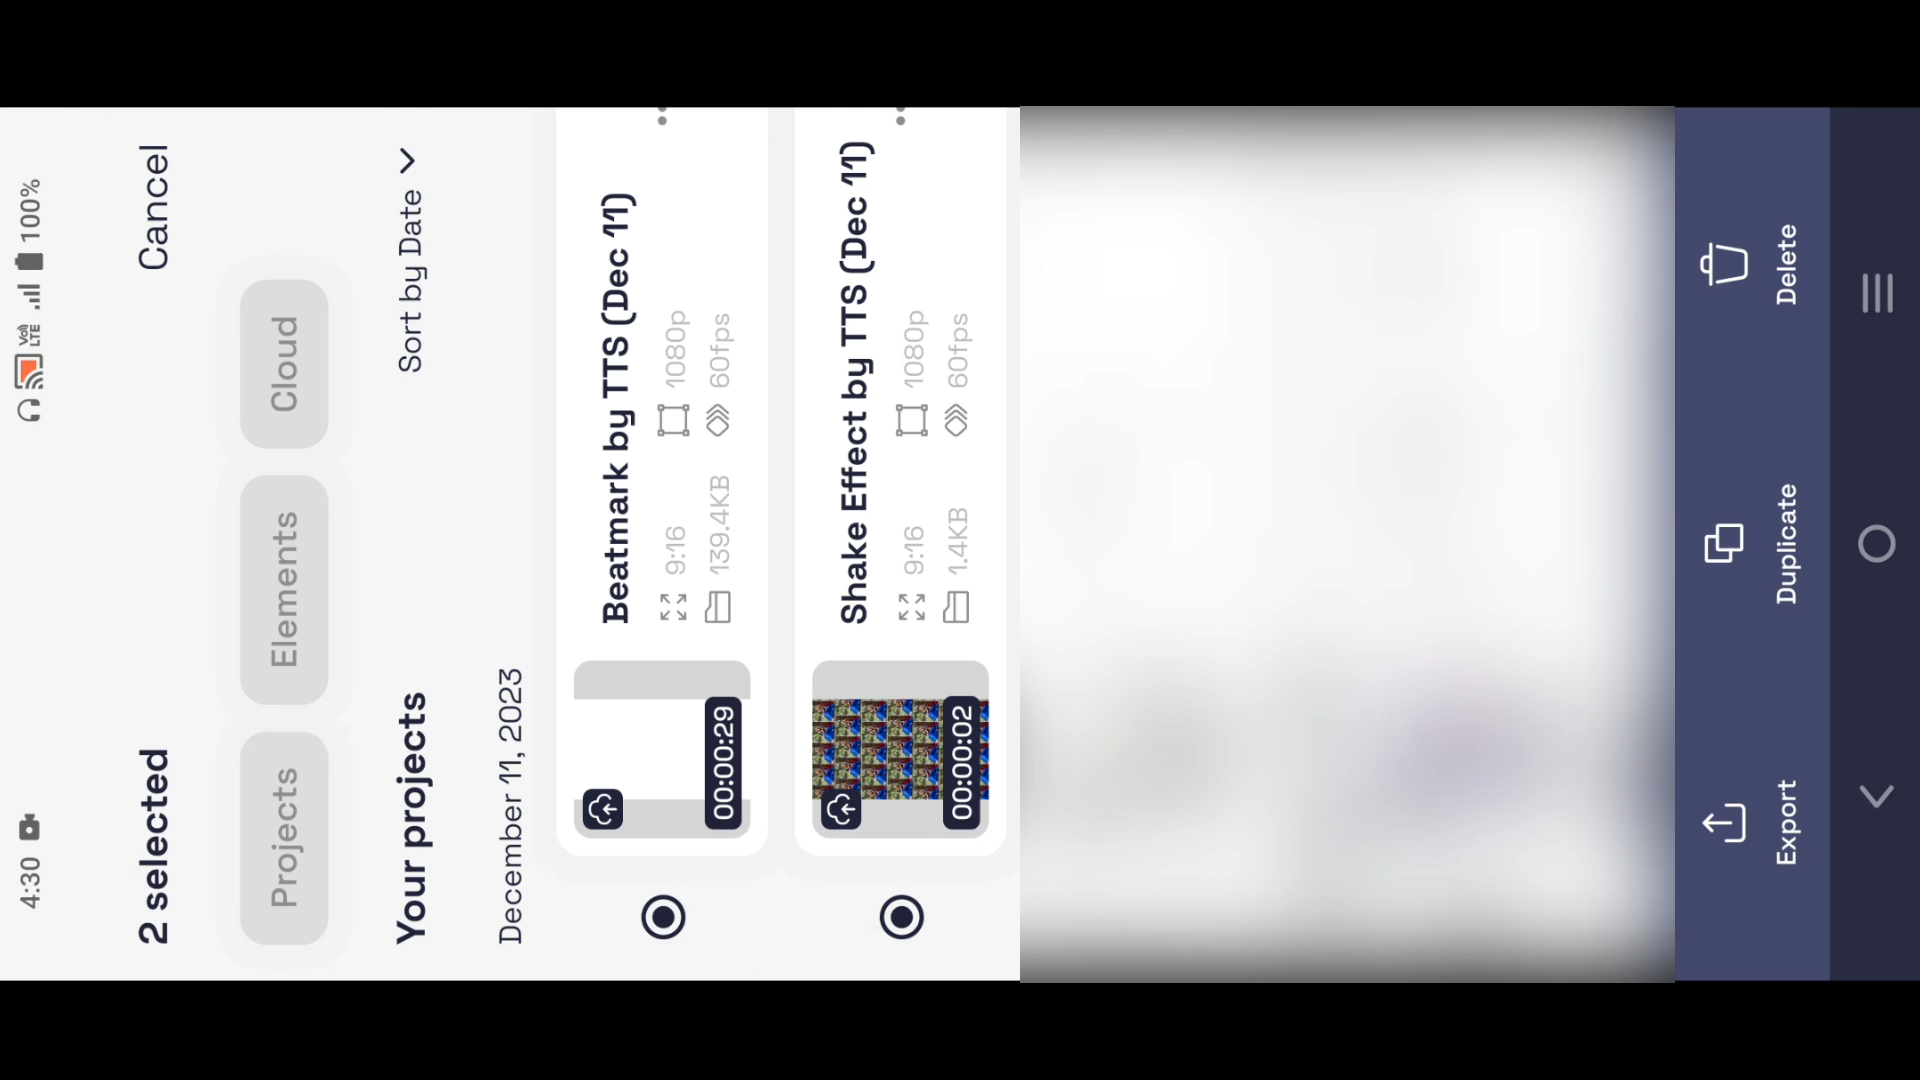 4:30
VoD LTE 100%
2 selected
Cancel
Projects
Elements
Cloud
Your projects
Sort by Date
December 11, 2023
Beatmark by TTS (Dec 11)
9:16
1080p
139.4KB
60fps
00:00:29
Shake Effect by TTS (Dec 11)
9:16
1080p
1.4KB
60fps
00:00:02
Export
Duplicate
Delete